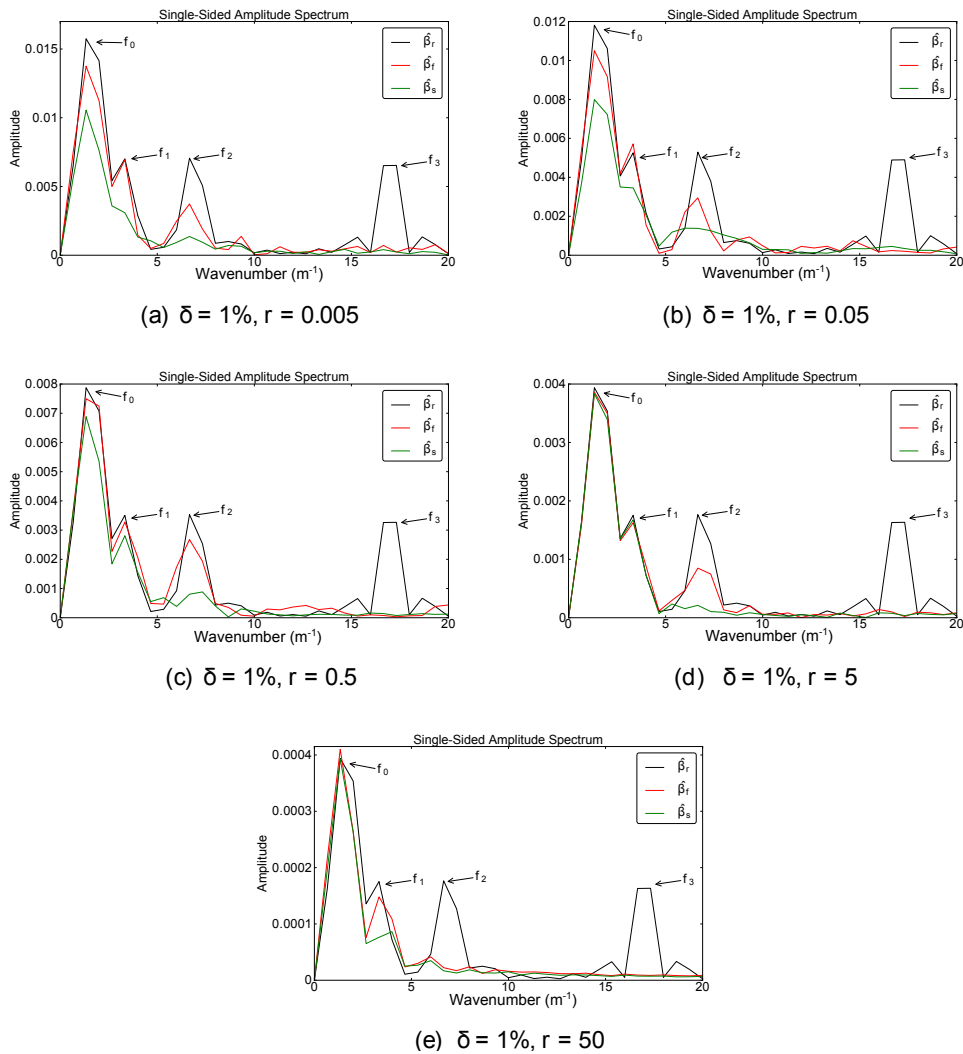 Single-Sided Amplitude Spectrum
Amplitude
0.015
0.010
0.005
0
0 5 10 15 20
Wavenumber (m⁻¹)
f₀
f₁
f₂
f₃
β̂ᵣ
β̂f
β̂ₛ
(a) δ = 1%, r = 0.005
Single-Sided Amplitude Spectrum
Amplitude
0.012
0.010
0.008
0.006
0.004
0.002
0
0 5 10 15 20
Wavenumber (m⁻¹)
f₀
f₁
f₂
f₃
β̂ᵣ
β̂f
β̂ₛ
(b) δ = 1%, r = 0.05
Single-Sided Amplitude Spectrum
Amplitude
0.008
0.007
0.006
0.005
0.004
0.003
0.002
0.001
0
0 5 10 15 20
Wavenumber (m⁻¹)
f₀
f₁
f₂
f₃
β̂ᵣ
β̂f
β̂ₛ
(c) δ = 1%, r = 0.5
Single-Sided Amplitude Spectrum
Amplitude
0.004
0.003
0.002
0.001
0
0 5 10 15 20
Wavenumber (m⁻¹)
f₀
f₁
f₂
f₃
β̂ᵣ
β̂f
β̂ₛ
(d) δ = 1%, r = 5
Single-Sided Amplitude Spectrum
Amplitude
0.0004
0.0003
0.0002
0.0001
0
0 5 10 15 20
Wavenumber (m⁻¹)
f₀
f₁
f₂
f₃
β̂ᵣ
β̂f
β̂ₛ
(e) δ = 1%, r = 50